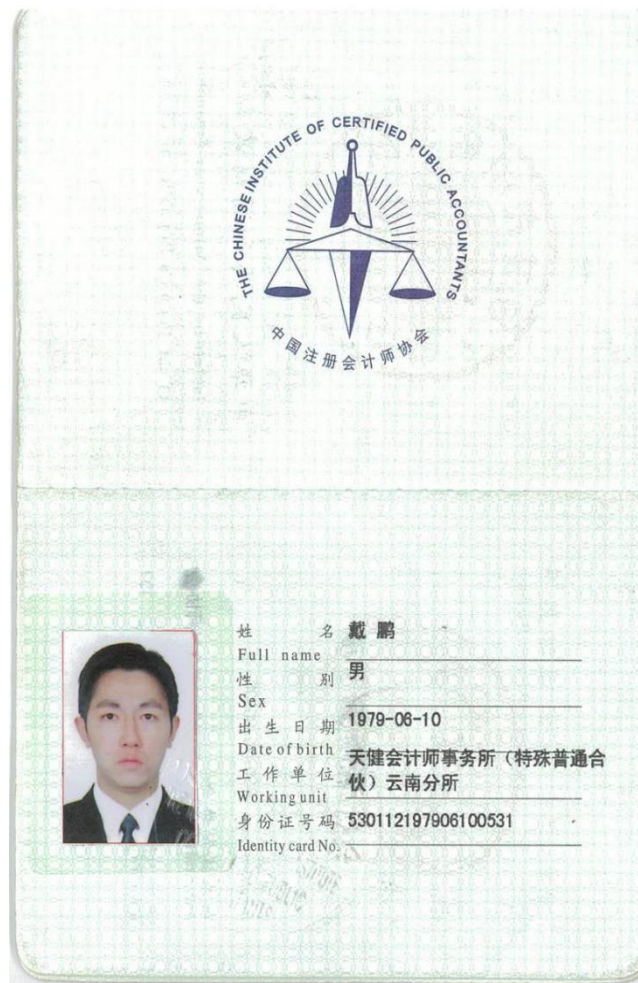 THE CHINESE INSTITUTE OF CERTIFIED PUBLIC ACCOUNTANTS
中国注册会计师协会
姓 名 戴 鹏
Full name
性 别 男
Sex
出生日期 1979-06-10
Date of birth
工作单位 天健会计师事务所（特殊普通合
Working unit 伙）云南分所
身份证号码 530112197906100531
Identity card No.